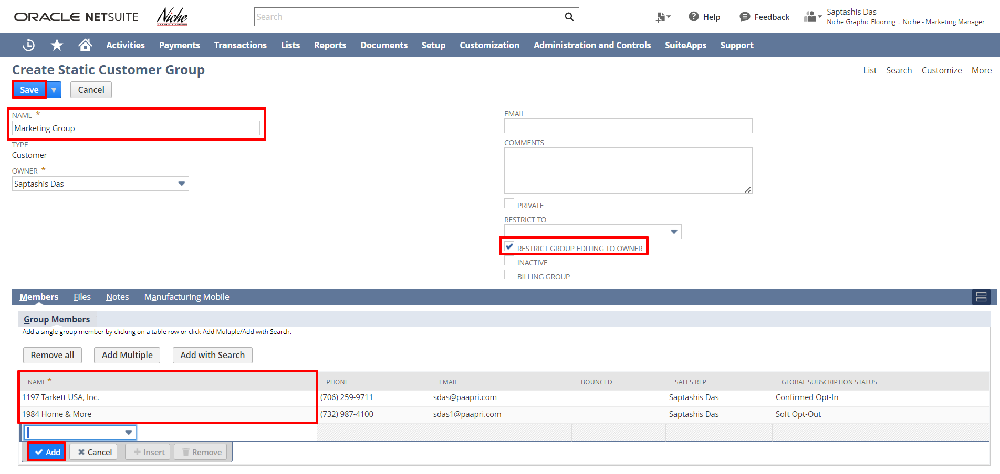 ORACLE NETSUITE
Niche
GRAPHIC FLOORING
Search
Help
Feedback
Saptashis Das
Niche Graphic Flooring - Niche - Marketing Manager
Activities Payments Transactions Lists Reports Documents Setup Customization Administration and Controls SuiteApps Support
Create Static Customer Group
List Search Customize More
Save
Cancel
NAME *
Marketing Group
TYPE
Customer
OWNER *
Saptashis Das
EMAIL
COMMENTS
PRIVATE
RESTRICT TO
RESTRICT GROUP EDITING TO OWNER
INACTIVE
BILLING GROUP
Members Files Notes Manufacturing Mobile
Group Members
Add a single group member by clicking on a table row or click Add Multiple/Add with Search.
Remove all Add Multiple Add with Search
NAME * PHONE EMAIL BOUNCED SALES REP GLOBAL SUBSCRIPTION STATUS
1197 Tarkett USA, Inc. (706) 259-9711 sdas@paapri.com Saptashis Das Confirmed Opt-In
1984 Home & More (732) 987-4100 sdas1@paapri.com Saptashis Das Soft Opt-Out
Add Cancel Insert Remove